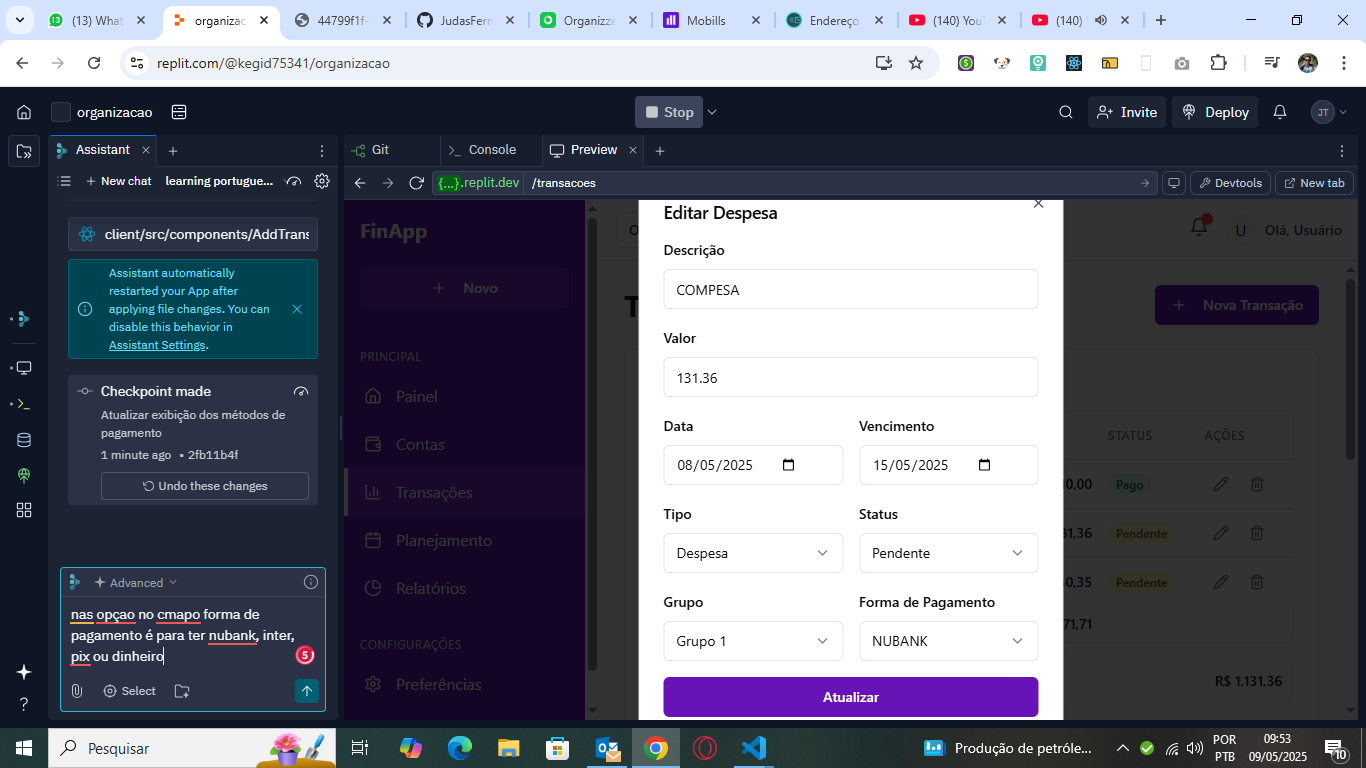 (13) What
organizac
44799f1f-
JudasFern
Organizze
Mobills
Endereço
(140) You
(140)
replit.com/@kegid75341/organizacao
organizacao
Stop
Invite
Deploy
JT
Assistant
Git
Console
Preview
New chat
learning portugue...
{...}.replit.dev
/transacoes
Devtools
New tab
client/src/components/AddTrans
Assistant automatically
restarted your App after
applying file changes. You can
disable this behavior in
Assistant Settings.
Checkpoint made
Atualizar exibição dos métodos de
pagamento
1 minute ago • 2fb11b4f
Undo these changes
Advanced
nas opçao no cmapo forma de
pagamento é para ter nubank, inter,
pix ou dinheiro
5
Select
FinApp
Novo
PRINCIPAL
Painel
Contas
Transações
Planejamento
Relatórios
CONFIGURAÇÕES
Preferências
Editar Despesa
Descrição
COMPESA
Valor
131.36
Data
Vencimento
08/05/2025
15/05/2025
Tipo
Status
Despesa
Pendente
Grupo
Forma de Pagamento
Grupo 1
NUBANK
Atualizar
U
Olá, Usuário
Nova Transação
STATUS
AÇÕES
0,00
Pago
31,36
Pendente
0,35
Pendente
71,71
R$ 1.131,36
Pesquisar
Produção de petróle...
POR
PTB
09:53
09/05/2025
10